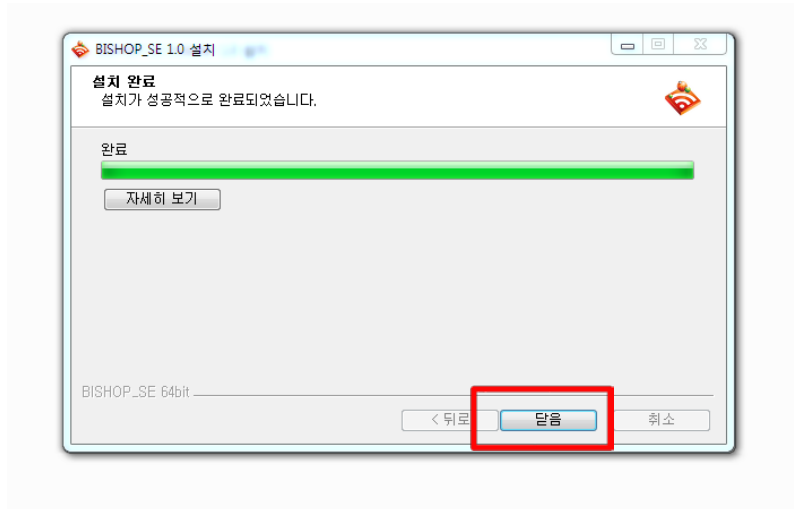 BISHOP_SE 1.0 설치
설치 완료
설치가 성공적으로 완료되었습니다.
완료
자세히 보기
BISHOP_SE 64bit
< 뒤로
닫음
취소